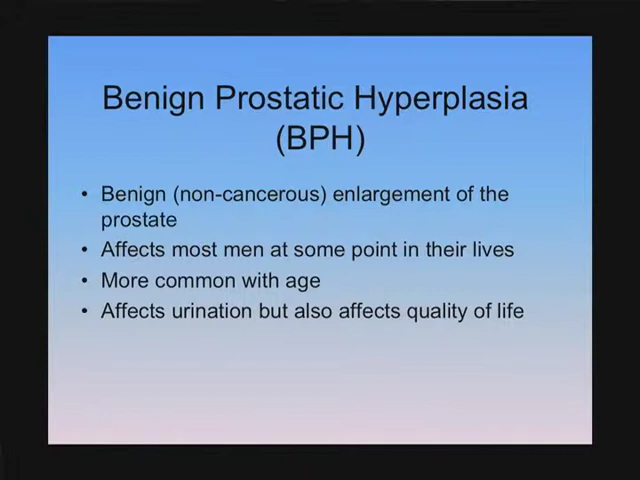 Benign Prostatic Hyperplasia
(BPH)
• Benign (non-cancerous) enlargement of the
prostate
• Affects most men at some point in their lives
• More common with age
• Affects urination but also affects quality of life